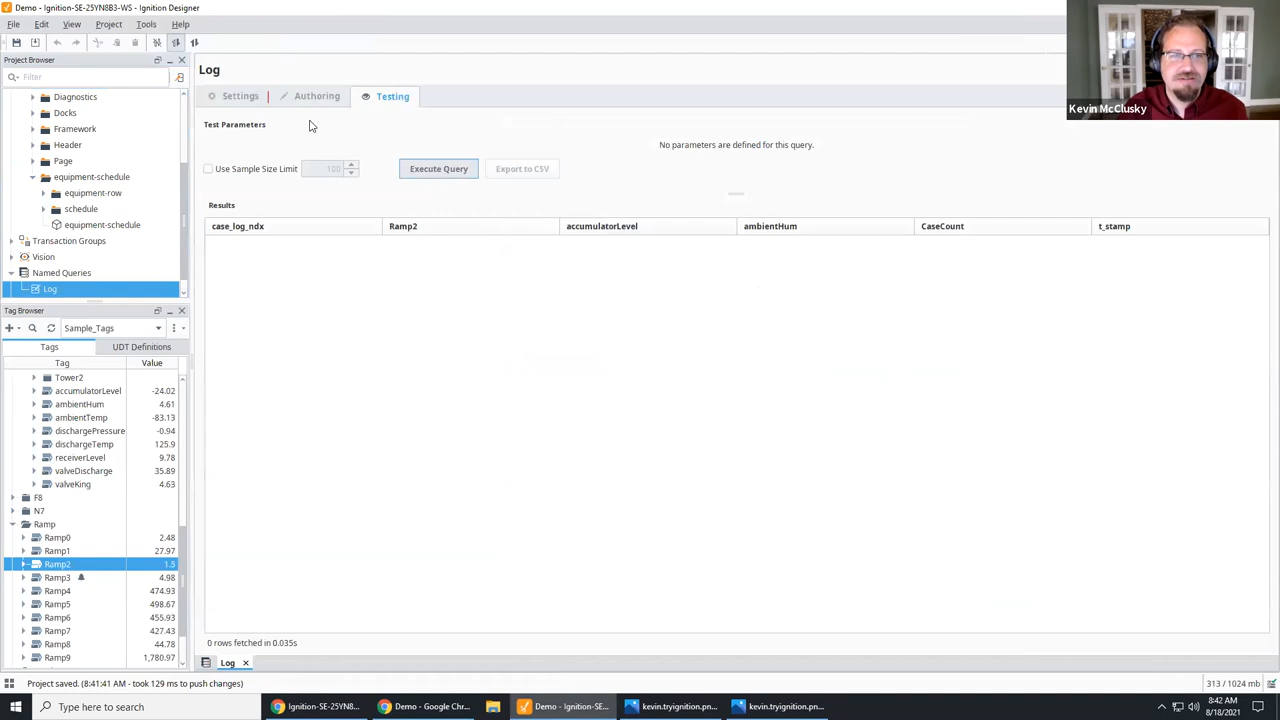 Demo - Ignition-SE-25YN8B3-WS - Ignition Designer
File Edit View Project Tools Help
Project Browser
Filter
Diagnostics
Docks
Framework
Header
Page
equipment-schedule
equipment-row
schedule
equipment-schedule
Transaction Groups
Vision
Named Queries
Log
Tag Browser
Sample_Tags
Tags UDT Definitions
Tag Value
Tower2
accumulatorLevel -24.02
ambientHum 4.61
ambientTemp -83.13
dischargePressure -0.94
dischargeTemp 125.9
receiverLevel 9.78
valveDischarge 35.89
valveKing 4.63
F8
N7
Ramp
Ramp0 2.48
Ramp1 27.97
Ramp2 1.5
Ramp3 4.98
Ramp4 474.93
Ramp5 498.67
Ramp6 455.93
Ramp7 427.43
Ramp8 44.78
Ramp9 1,780.97
Log
Settings Authoring Testing
Test Parameters
No parameters are defined for this query.
Use Sample Size Limit 100 Execute Query Export to CSV
Results
case_log_ndx Ramp2 accumulatorLevel ambientHum CaseCount t_stamp
0 rows fetched in 0.035s
Log
Kevin McClusky
Project saved. (8:41:41 AM - took 129 ms to push changes) 313 / 1024 mb
Type here to search
Ignition-SE-25YN8...
Demo - Google Chr...
Demo - Ignition-SE...
kevin.tryignition.pn...
kevin.tryignition.pn...
8:42 AM
8/18/2021